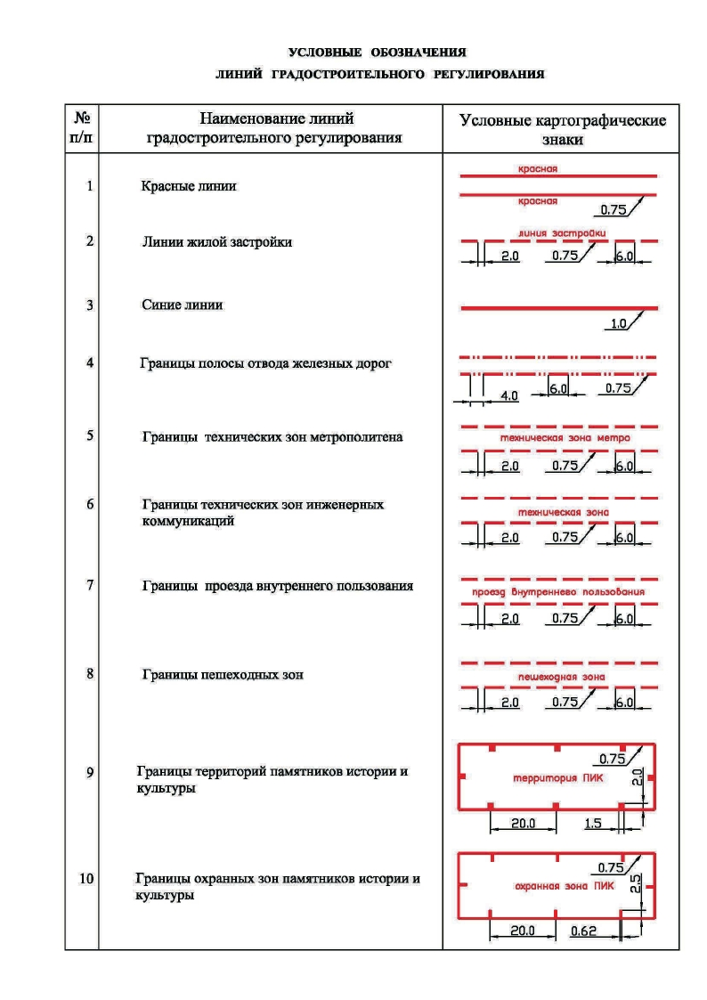 УСЛОВНЫЕ ОБОЗНАЧЕНИЯ
ЛИНИЙ ГРАДОСТРОИТЕЛЬНОГО РЕГУЛИРОВАНИЯ
№
п/п
Наименование линий
градостроительного регулирования
Условные картографические
знаки
1
Красные линии
красная
красная
0.75
2
Линии жилой застройки
линия застройки
2.0 0.75 6.0
3
Синие линии
1.0
4
Границы полосы отвода железных дорог
4.0 6.0 0.75
5
Границы технических зон метрополитена
техническая зона метро
2.0 0.75 6.0
6
Границы технических зон инженерных
коммуникаций
техническая зона
2.0 0.75 6.0
7
Границы проезда внутреннего пользования
проезд внутреннего пользования
2.0 0.75 6.0
8
Границы пешеходных зон
пешеходная зона
2.0 0.75 6.0
9
Границы территорий памятников истории и
культуры
0.75
территория ПИК
2.0
20.0 1.5
10
Границы охранных зон памятников истории и
культуры
0.75
охранная зона ПИК
2.5
20.0 0.62